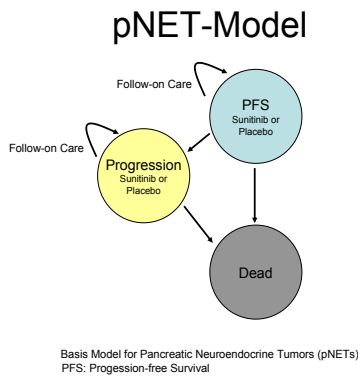 pNET-Model
Follow-on Care
PFS
Sunitinib or
Placebo
Follow-on Care
Progression
Sunitinib or
Placebo
Dead
Basis Model for Pancreatic Neuroendocrine Tumors (pNETs)
PFS: Progession-free Survival